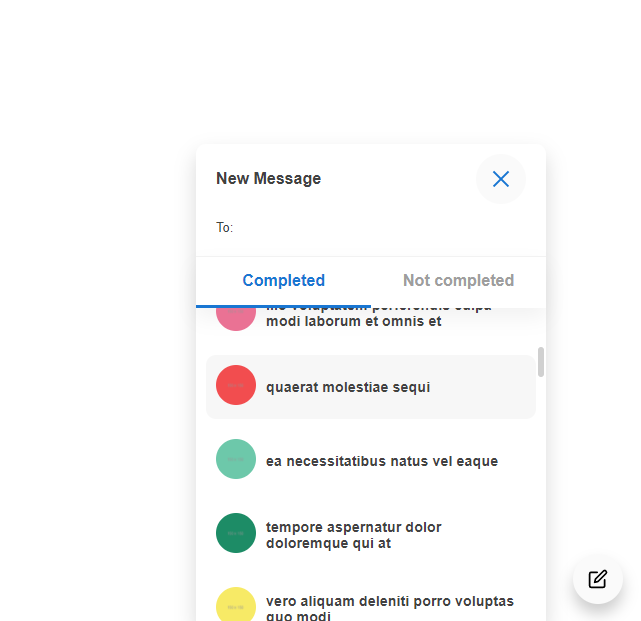 New Message
To:
Completed
Not completed
modi laborum et omnis et
quaerat molestiae sequi
ea necessitatibus natus vel eaque
tempore aspernatur dolor
doloremque qui at
vero aliquam deleniti porro voluptas
quo modi